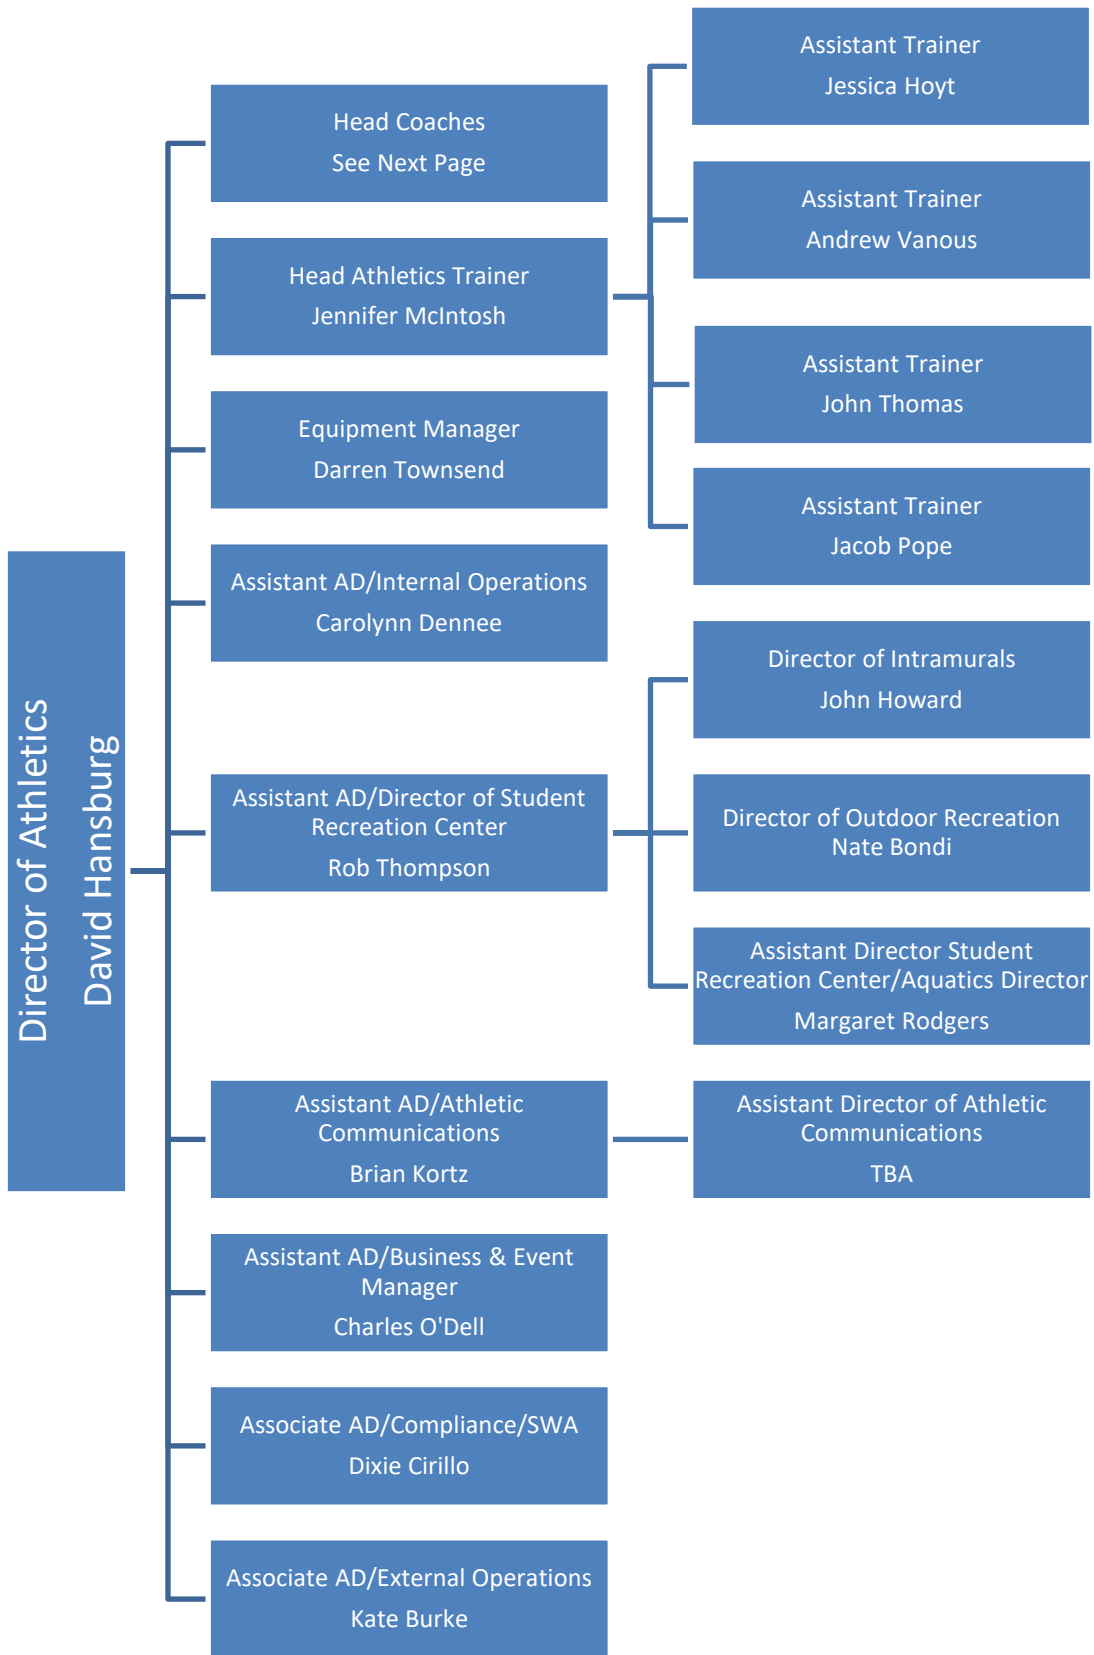 Director of Athletics
David Hansburg
Head Coaches
See Next Page
Head Athletics Trainer
Jennifer McIntosh
Assistant Trainer
Jessica Hoyt
Assistant Trainer
Andrew Vanous
Assistant Trainer
John Thomas
Assistant Trainer
Jacob Pope
Equipment Manager
Darren Townsend
Assistant AD/Internal Operations
Carolynn Dennee
Assistant AD/Director of Student
Recreation Center
Rob Thompson
Director of Intramurals
John Howard
Director of Outdoor Recreation
Nate Bondi
Assistant Director Student
Recreation Center/Aquatics Director
Margaret Rodgers
Assistant AD/Athletic
Communications
Brian Kortz
Assistant Director of Athletic
Communications
TBA
Assistant AD/Business & Event
Manager
Charles O'Dell
Associate AD/Compliance/SWA
Dixie Cirillo
Associate AD/External Operations
Kate Burke